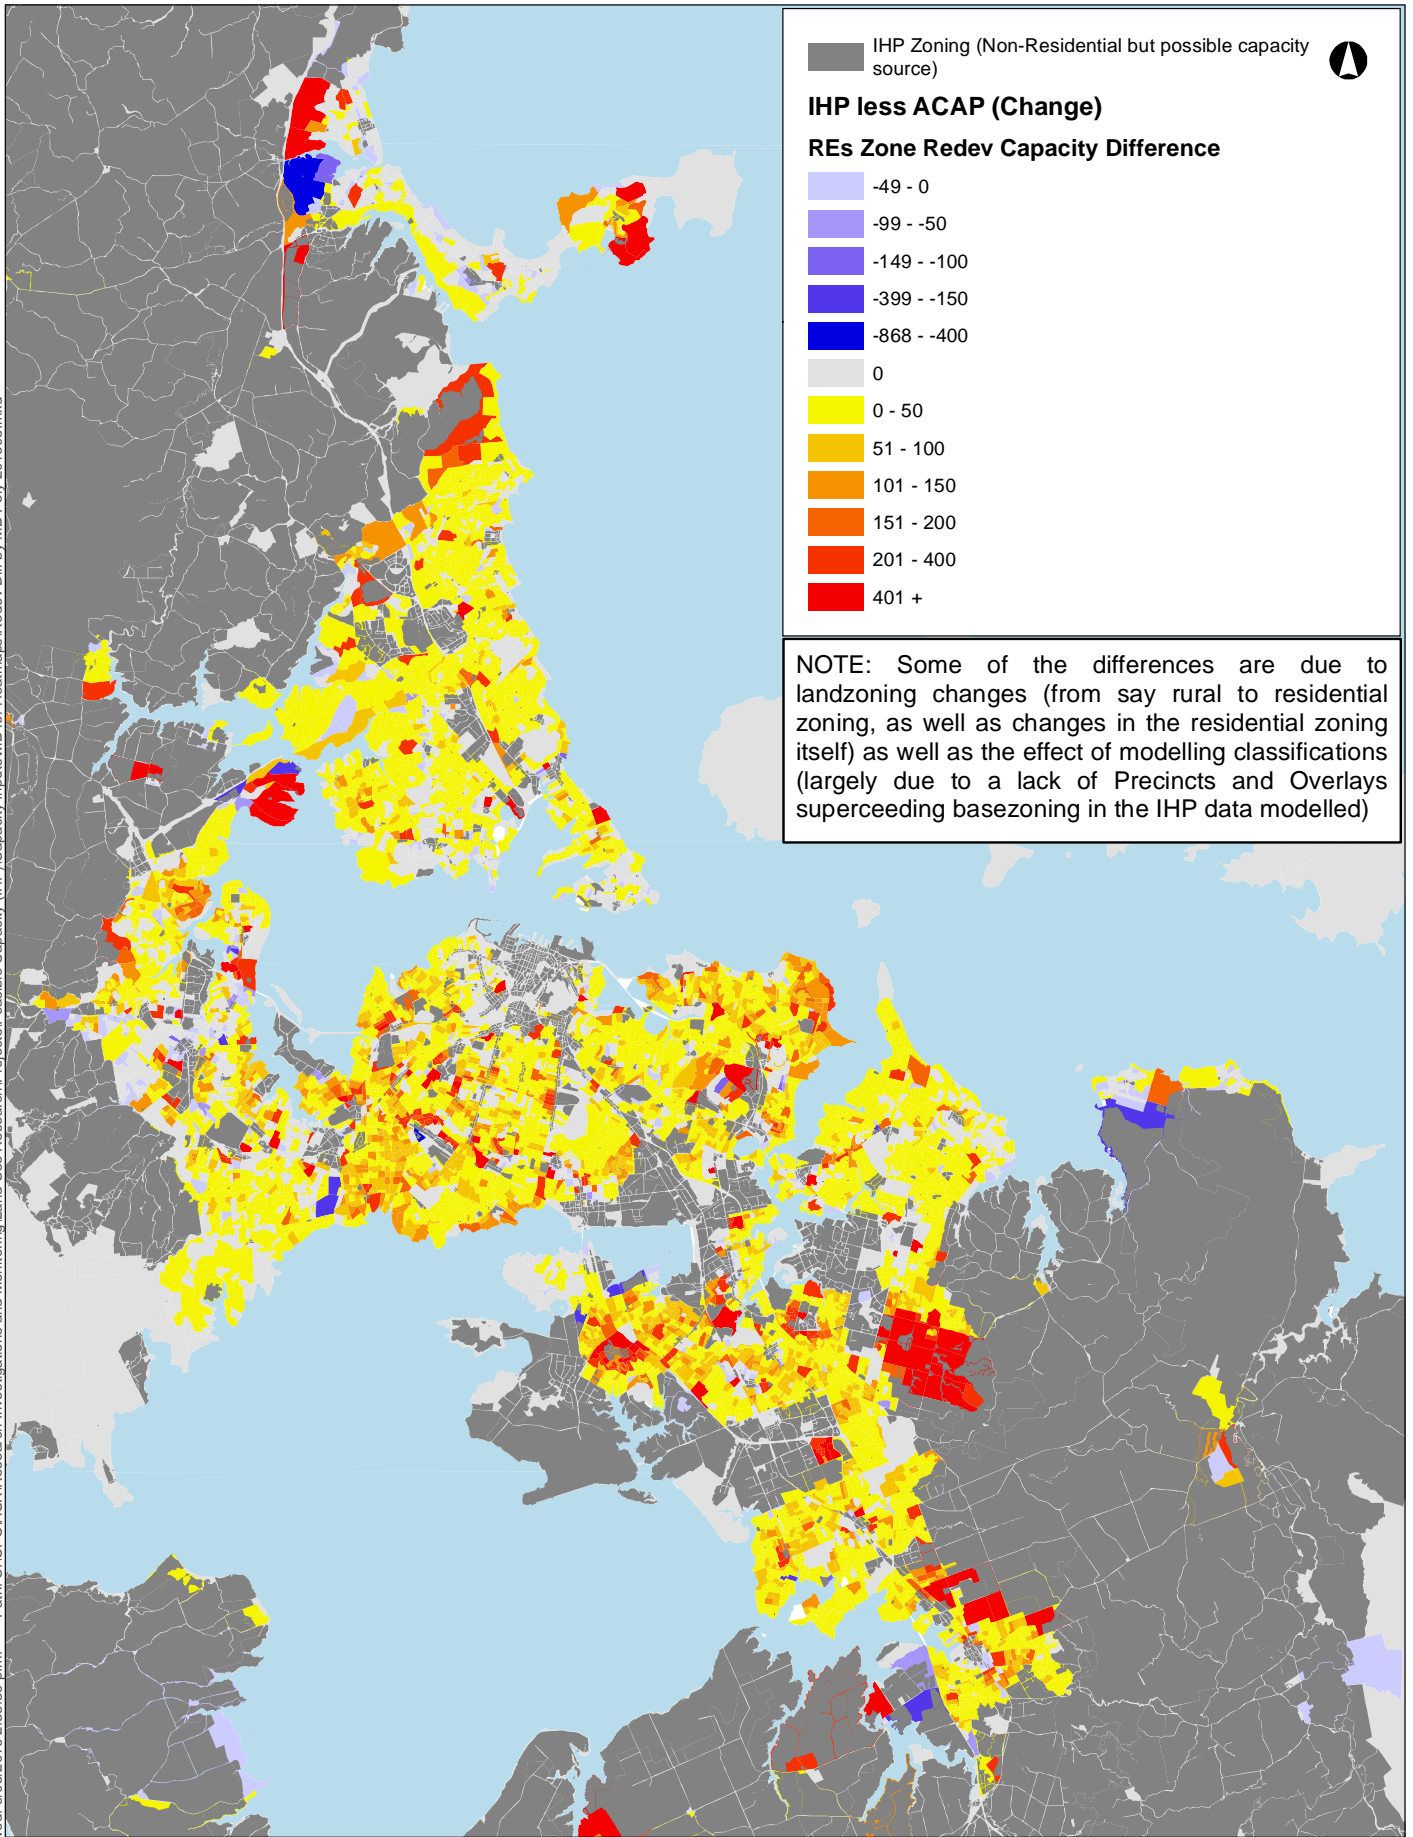 IHP Zoning (Non-Residential but possible capacity
source)
IHP less ACAP (Change)
REs Zone Redev Capacity Difference
-49 - 0
-99 - -50
-149 - -100
-399 - -150
-868 - -400
0
0 - 50
51 - 100
101 - 150
151 - 200
201 - 400
401 +
NOTE: Some of the differences are due to
landzoning changes (from say rural to residential
zoning, as well as changes in the residential zoning
itself) as well as the effect of modelling classifications
(largely due to a lack of Precincts and Overlays
superceeding basezoning in the IHP data modelled)